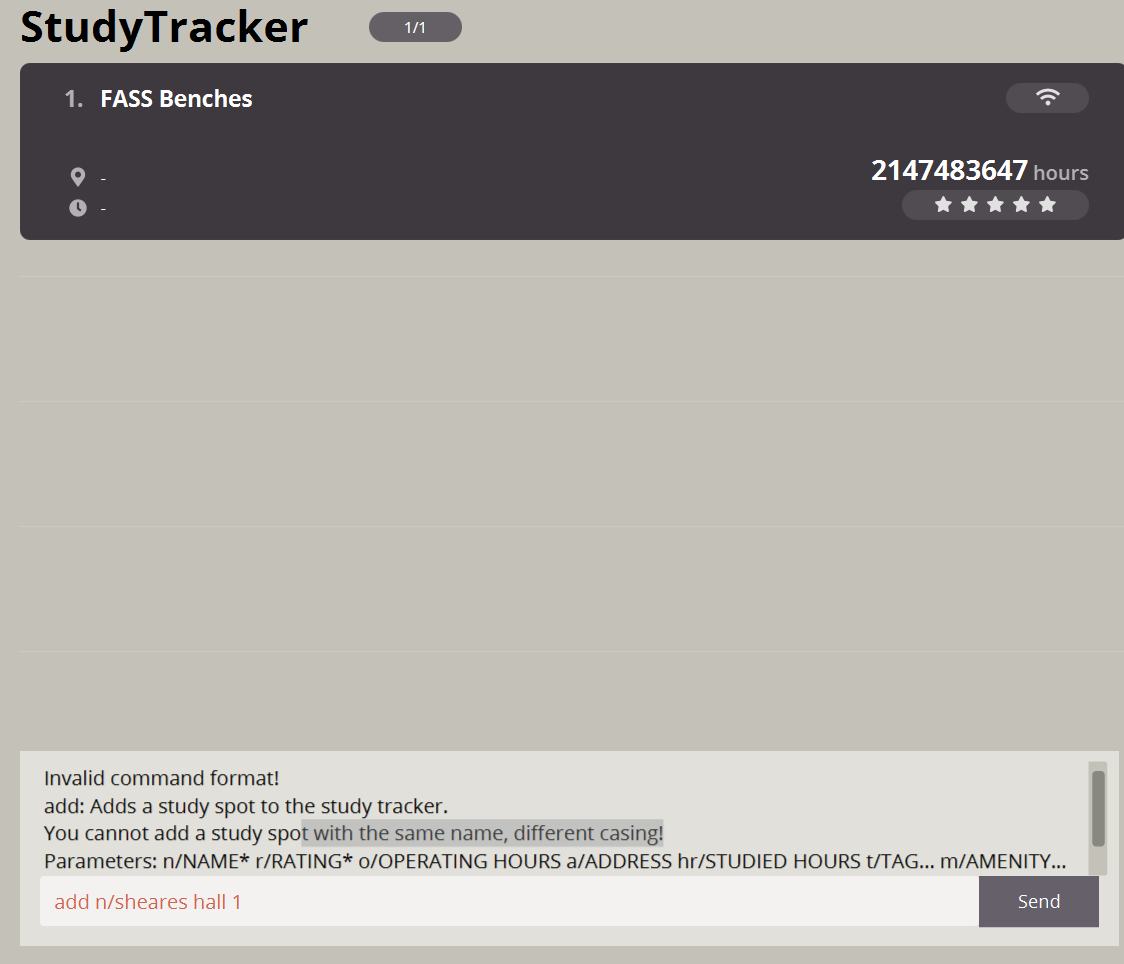 StudyTracker 1/1
1. FASS Benches
-
2147483647 hours
-
Invalid command format!
add: Adds a study spot to the study tracker.
You cannot add a study spot with the same name, different casing!
Parameters: n/NAME* r/RATING* o/OPERATING HOURS a/ADDRESS hr/STUDIED HOURS t/TAG... m/AMENITY...
add n/sheares hall 1 Send